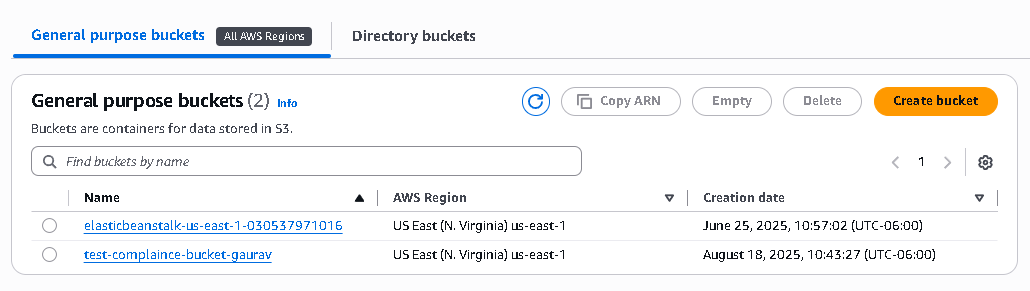 General purpose buckets All AWS Regions Directory buckets
General purpose buckets (2) Info Copy ARN Empty Delete Create bucket
Buckets are containers for data stored in S3.
Find buckets by name 1
Name AWS Region Creation date
elasticbeanstalk-us-east-1-030537971016 US East (N. Virginia) us-east-1 June 25, 2025, 10:57:02 (UTC-06:00)
test-complaince-bucket-gaurav US East (N. Virginia) us-east-1 August 18, 2025, 10:43:27 (UTC-06:00)